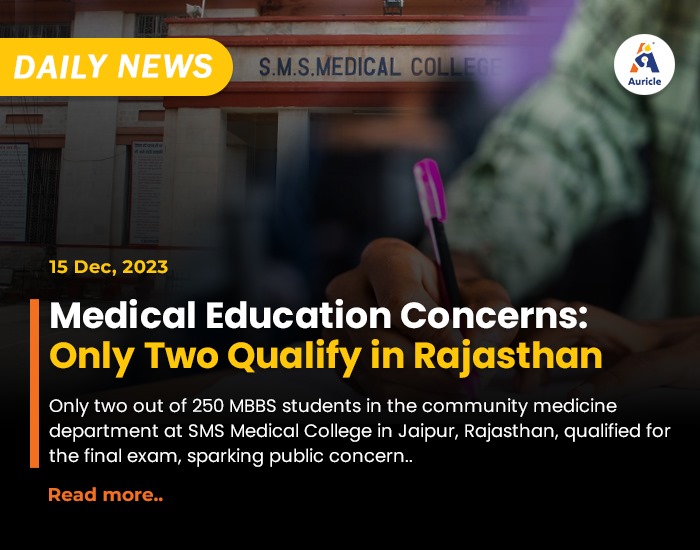 DAILY NEWS
S.M.S.MEDICAL COLLEGE
Auricle
15 Dec, 2023
Medical Education Concerns:
Only Two Qualify in Rajasthan
Only two out of 250 MBBS students in the community medicine
department at SMS Medical College in Jaipur, Rajasthan, qualified for
the final exam, sparking public concern..
Read more..